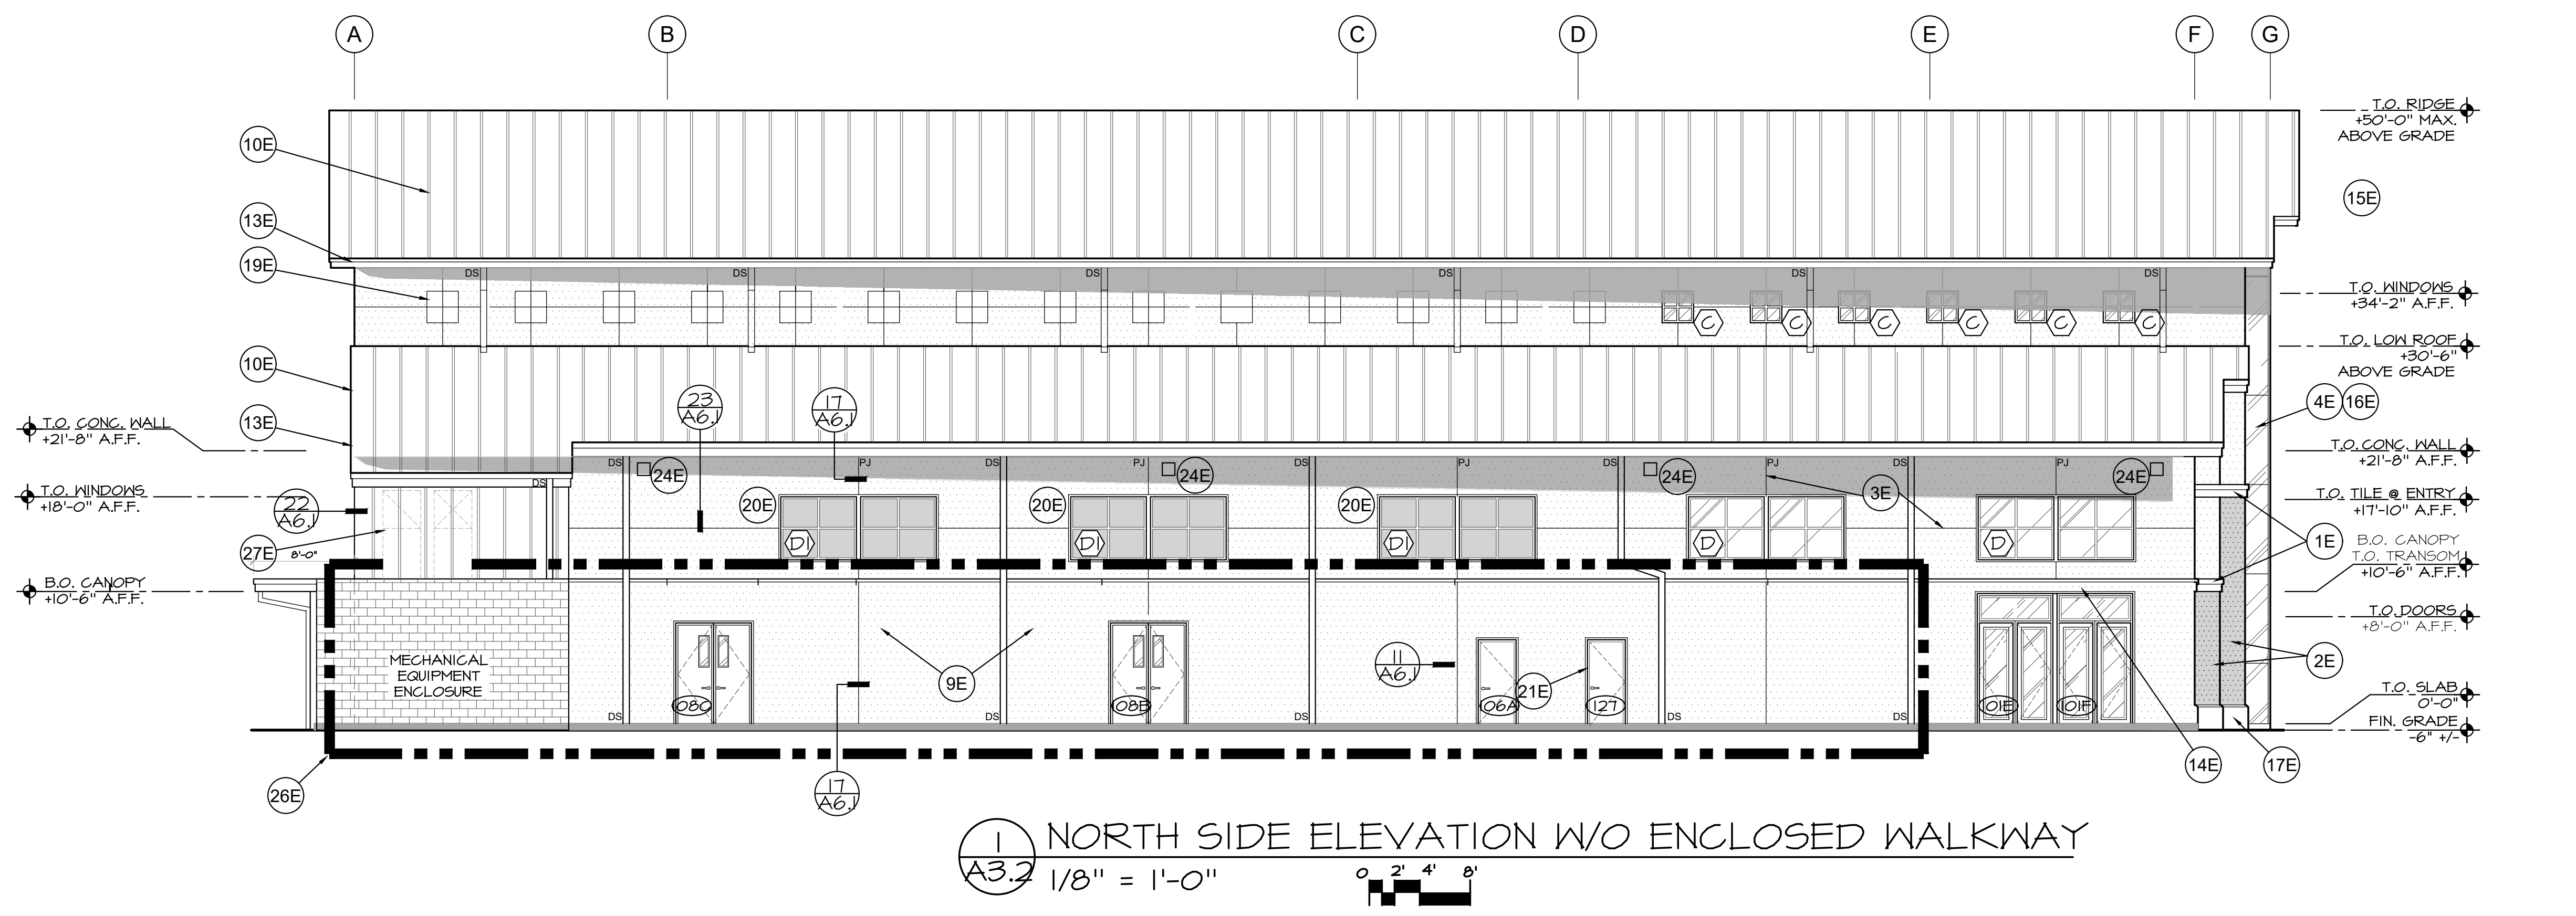 A B C D E F G
T.O. RIDGE
+50'-0" MAX.
ABOVE GRADE
10E
15E
13E
19E
DS DS DS DS DS DS
T.O. WINDOWS
+34'-2" A.F.F.
C C C C C C
T.O. LOW ROOF
+30'-6"
ABOVE GRADE
10E
23
A6.1
17
A6.1
4E 16E
13E
T.O. CONC. WALL
+21'-8" A.F.F.
T.O. CONC. WALL
+21'-8" A.F.F.
DS PJ DS PJ DS PJ DS PJ DS PJ
24E 24E 24E 24E
DS
3E
T.O. WINDOWS
+18'-0" A.F.F.
T.O. TILE @ ENTRY
+17'-10" A.F.F.
22
A6.1
20E 20E 20E
1E
D1 D1 D1 D D
27E
8'-0"
B.O. CANOPY
T.O. TRANSOM
+10'-6" A.F.F.
B.O. CANOPY
+10'-6" A.F.F.
T.O. DOORS
+8'-0" A.F.F.
MECHANICAL
EQUIPMENT
ENCLOSURE
11
A6.1
2E
9E
21E
108C 108B 106A 127 101E 101F
T.O. SLAB
0'-0"
DS DS DS DS DS
FIN. GRADE
-6" +/-
14E 17E
26E
17
A6.1
1
A3.2
NORTH SIDE ELEVATION W/O ENCLOSED WALKWAY
1/8" = 1'-0"
0 2' 4' 8'